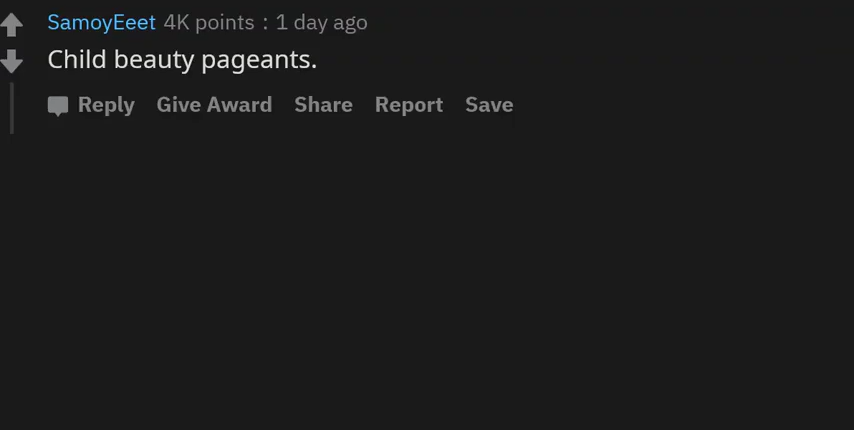 SamoyEeet 4K points : 1 day ago
Child beauty pageants.
Reply Give Award Share Report Save